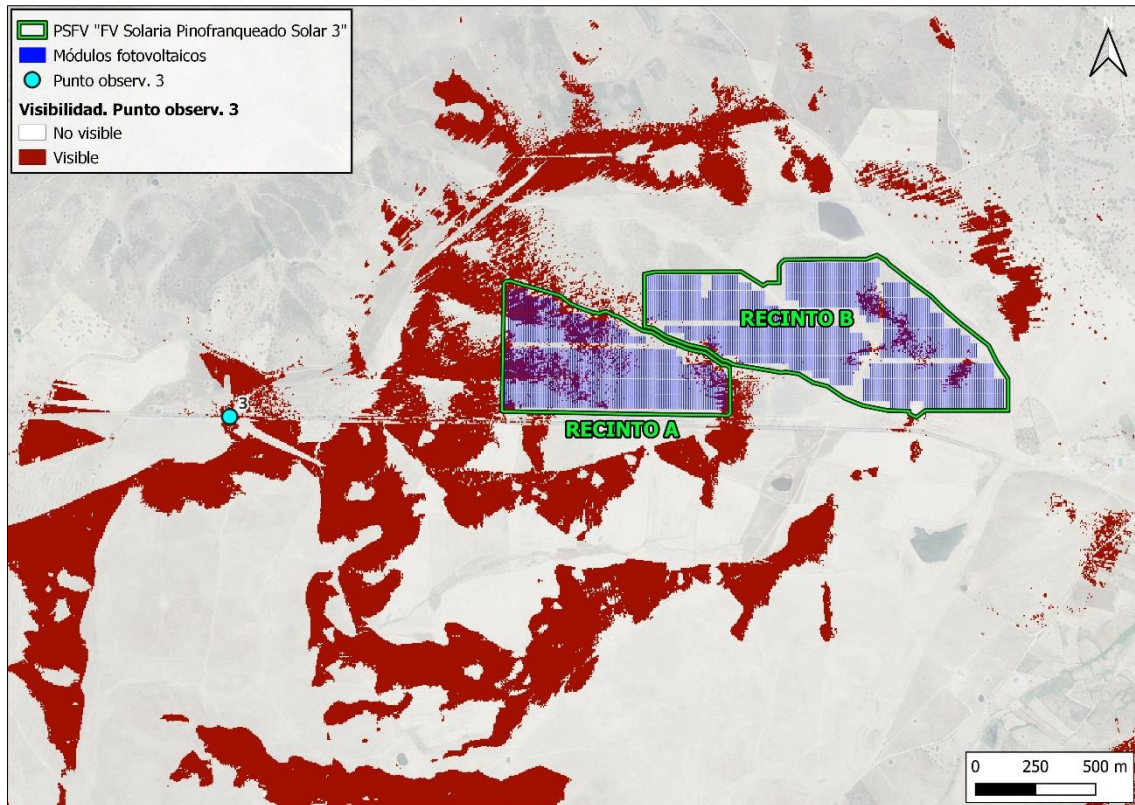 PSFV "FV Solaria Pinofranqueado Solar 3"
Módulos fotovoltaicos
Punto observ. 3
Visibilidad. Punto observ. 3
No visible
Visible
N
RECINTO B
3
RECINTO A
0 250 500 m